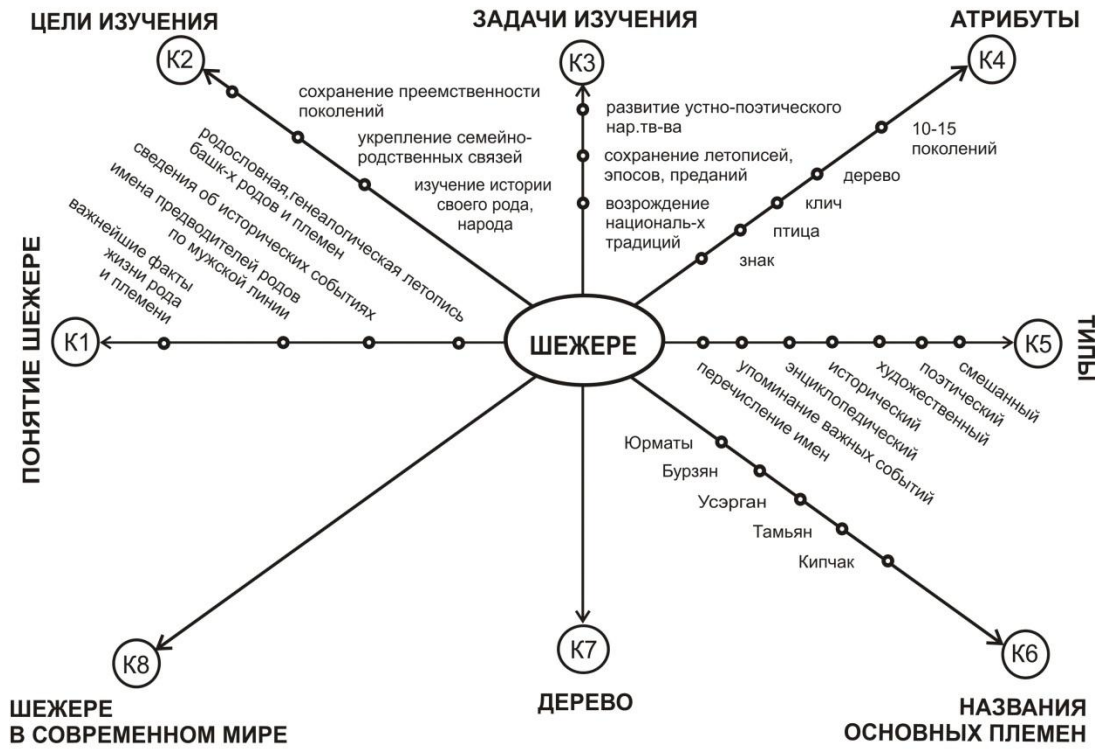 ЦЕЛИ ИЗУЧЕНИЯ
К2
сохранение преемственности
поколений
укрепление семейно-
родственных связей
изучение истории
своего рода,
народа
ЗАДАЧИ ИЗУЧЕНИЯ
К3
развитие устно-поэтического
нар.тв-ва
сохранение летописей,
эпосов, преданий
возрождение
националь-х
традиций
АТРИБУТЫ
К4
10-15
поколений
дерево
клич
птица
знак
ПОНЯТИЕ ШЕЖЕРЕ
К1
важнейшие факты
жизни рода
и племени
имена предводителей родов
по мужской линии
сведения об исторических событиях
родословная,генеалогическая летопись
башк-х родов и племен
ШЕЖЕРЕ
К5
ТИПЫ
перечисление имен
упоминание важных событий
энциклопедический
исторический
художественный
поэтический
смешанный
Юрматы
Бурзян
Усэрган
Тамьян
Кипчак
К8
ШЕЖЕРЕ
В СОВРЕМЕННОМ МИРЕ
К7
ДЕРЕВО
К6
НАЗВАНИЯ
ОСНОВНЫХ ПЛЕМЕН